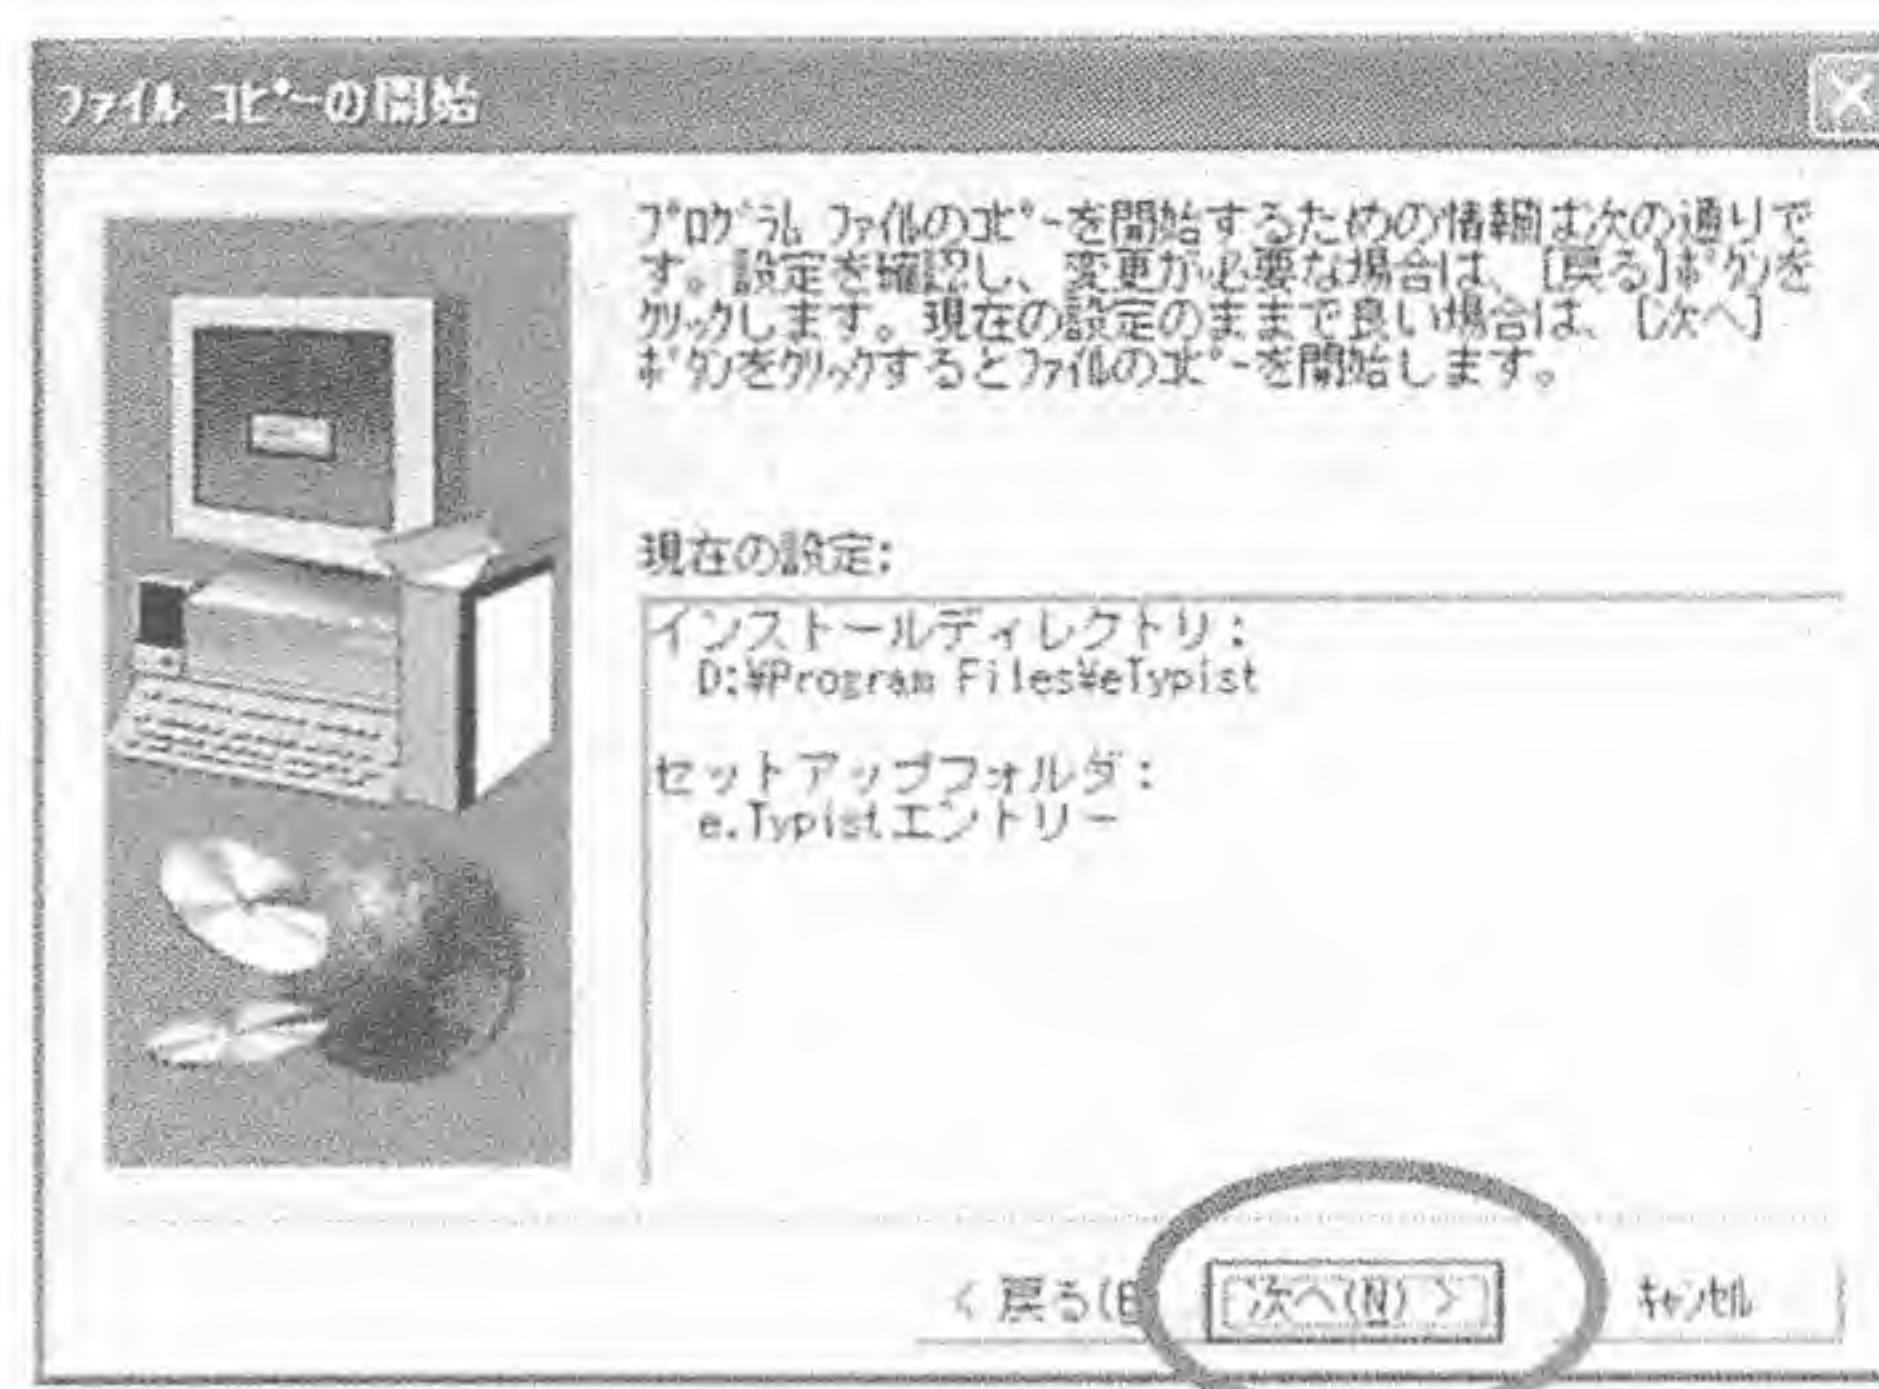 ファイル コピーの開始
プログラム ファイルのコピーを開始するための情報は次の通りで
す。設定を確認し、変更が必要な場合は、[戻る]ボタンを
クリックします。現在の設定のままで良い場合は、[次へ]
ボタンをクリックするとファイルのコピーを開始します。
現在の設定:
インストールディレクトリ:
D:¥Program Files¥eTypist
セットアップフォルダ:
e.Typistエントリー
< 戻る(B
次へ(N) >
キャンセル